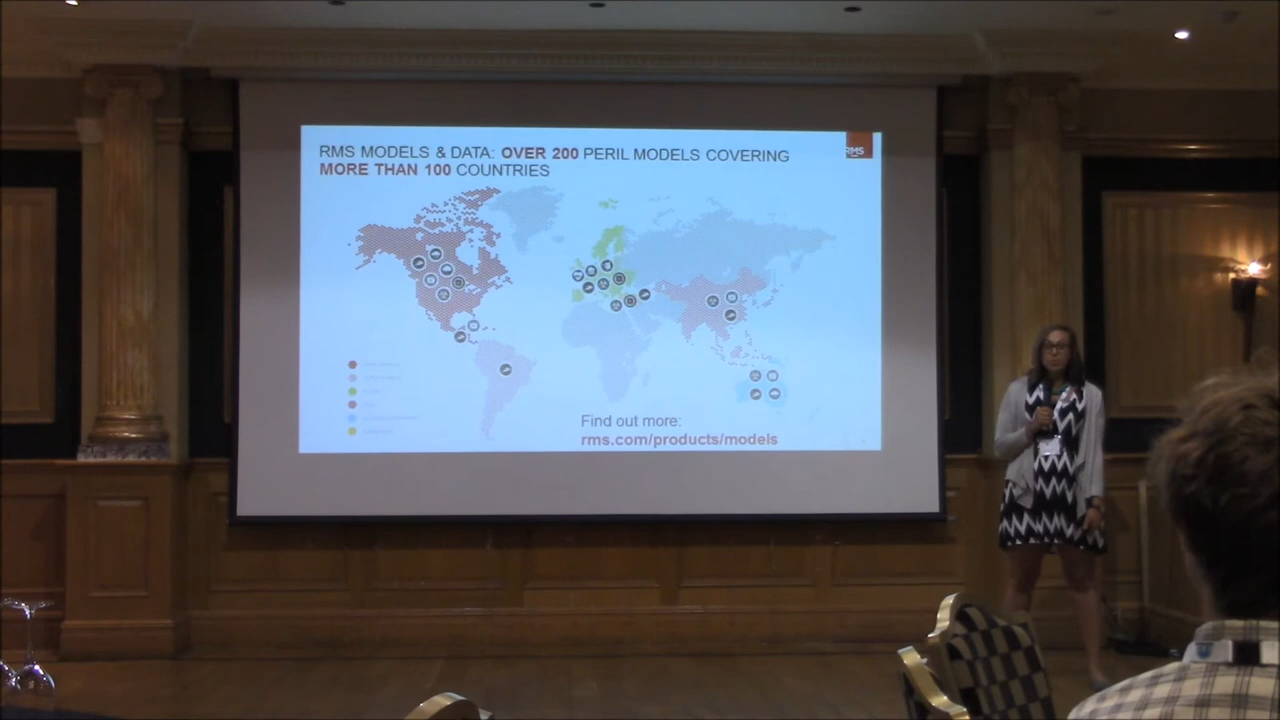 RMS MODELS & DATA: OVER 200 PERIL MODELS COVERING
MORE THAN 100 COUNTRIES
RMS
Find out more:
rms.com/products/models